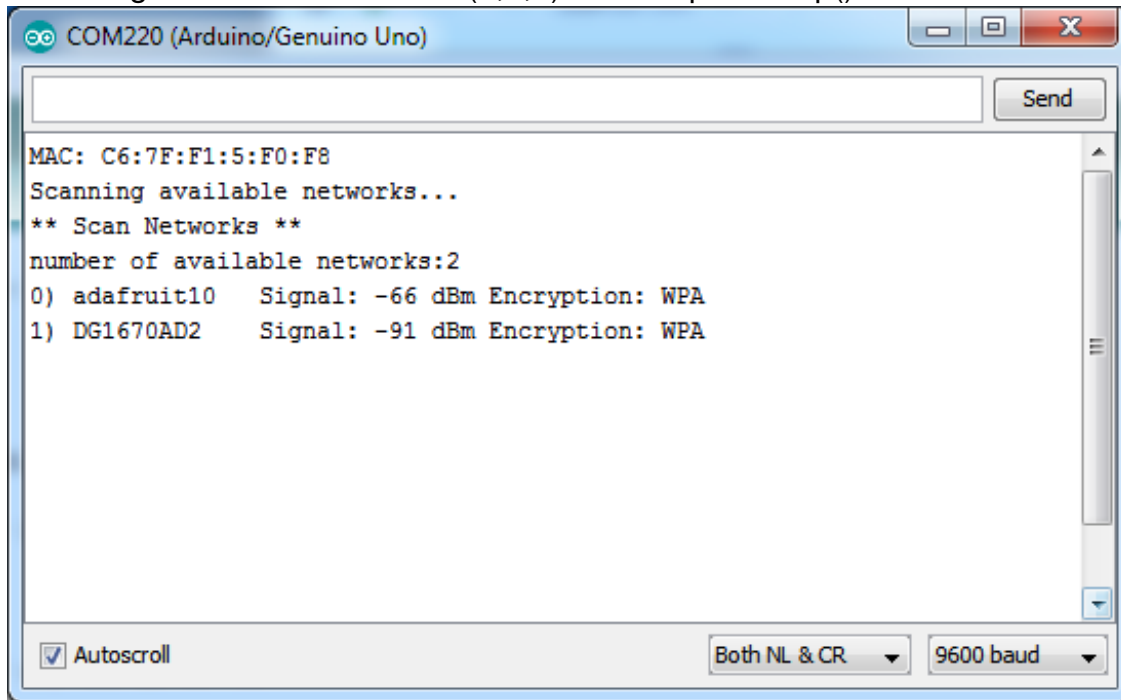 COM220 (Arduino/Genuino Uno)
Send
MAC: C6:7F:F1:5:F0:F8
Scanning available networks...
** Scan Networks **
number of available networks:2
0) adafruit10 Signal: -66 dBm Encryption: WPA
1) DG1670AD2 Signal: -91 dBm Encryption: WPA
Autoscroll Both NL & CR 9600 baud